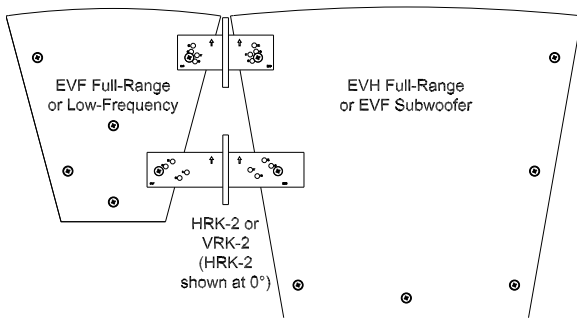 EVF Full-Range
or Low-Frequency
EVH Full-Range
or EVF Subwoofer
HRK-2 or
VRK-2
(HRK-2
shown at 0°)